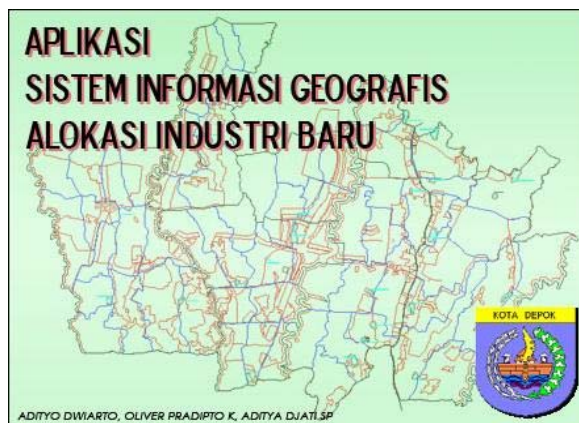 APLIKASI
SISTEM INFORMASI GEOGRAFIS
ALOKASI INDUSTRI BARU
KOTA DEPOK
ADITYO DWIARTO, OLIVER PRADIPTO K, ADITYA DJATI SP